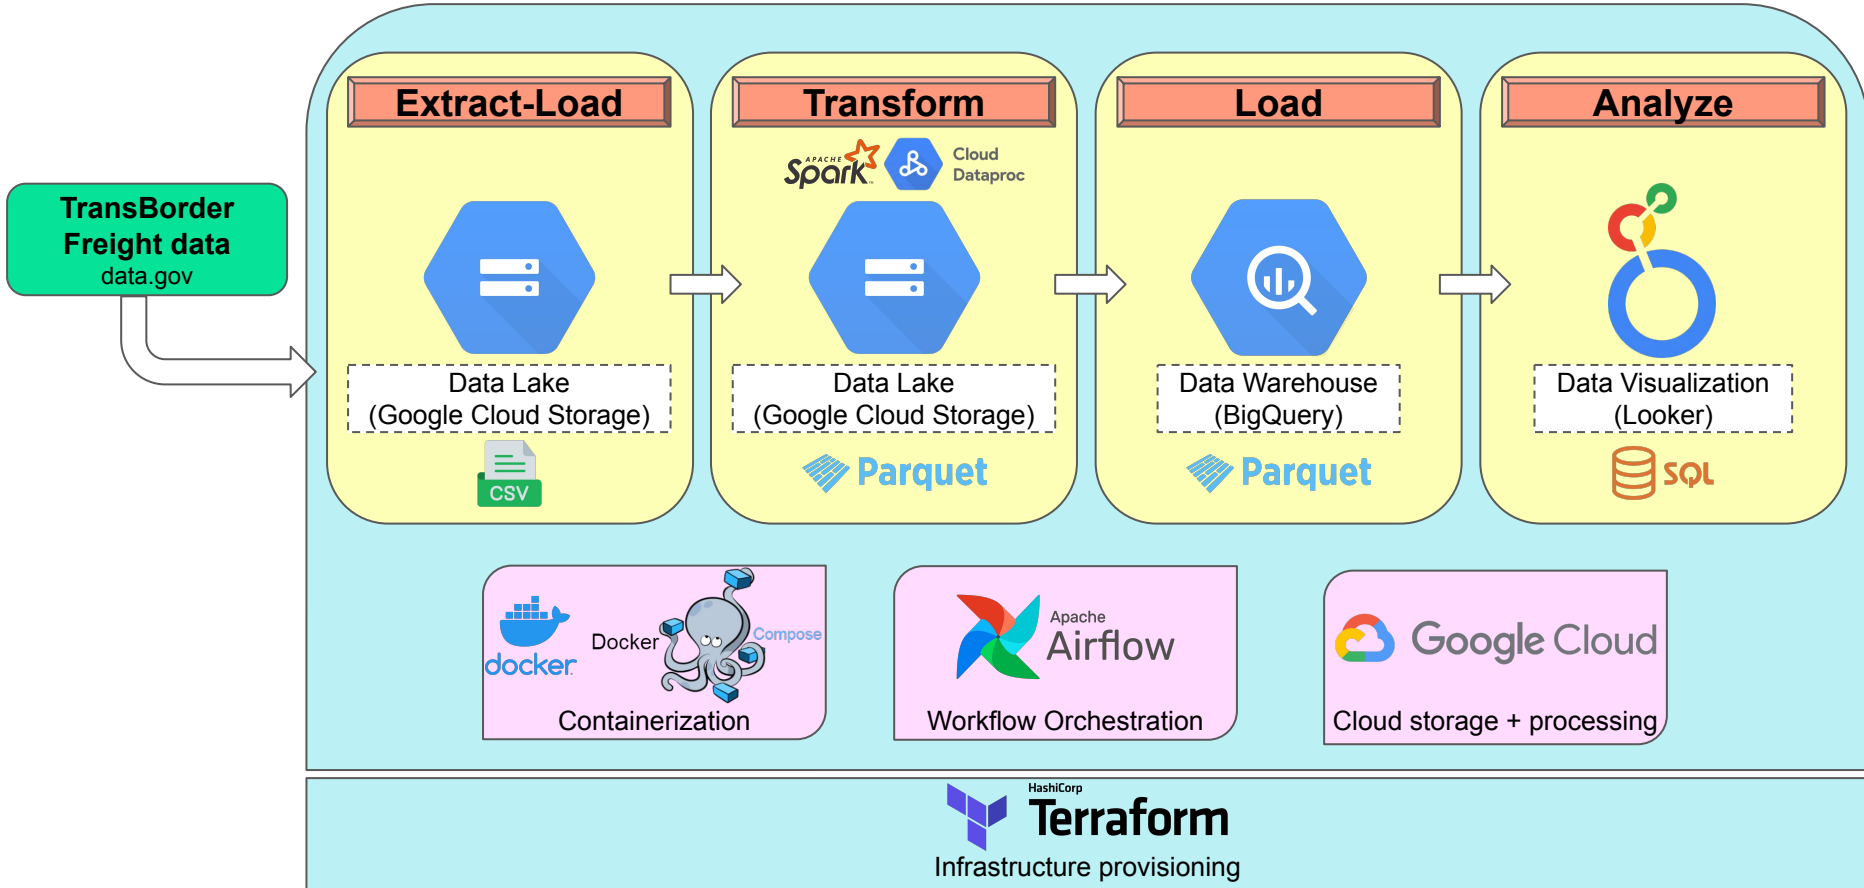 Extract-Load
Transform
Load
Analyze
APACHE
Spark™
Cloud
Dataproc
TransBorder
Freight data
data.gov
Data Lake
(Google Cloud Storage)
Data Lake
(Google Cloud Storage)
Data Warehouse
(BigQuery)
Data Visualization
(Looker)
CSV
Parquet
Parquet
SQL
docker
Docker
Compose
Containerization
Apache
Airflow
Workflow Orchestration
Google Cloud
Cloud storage + processing
HashiCorp
Terraform
Infrastructure provisioning